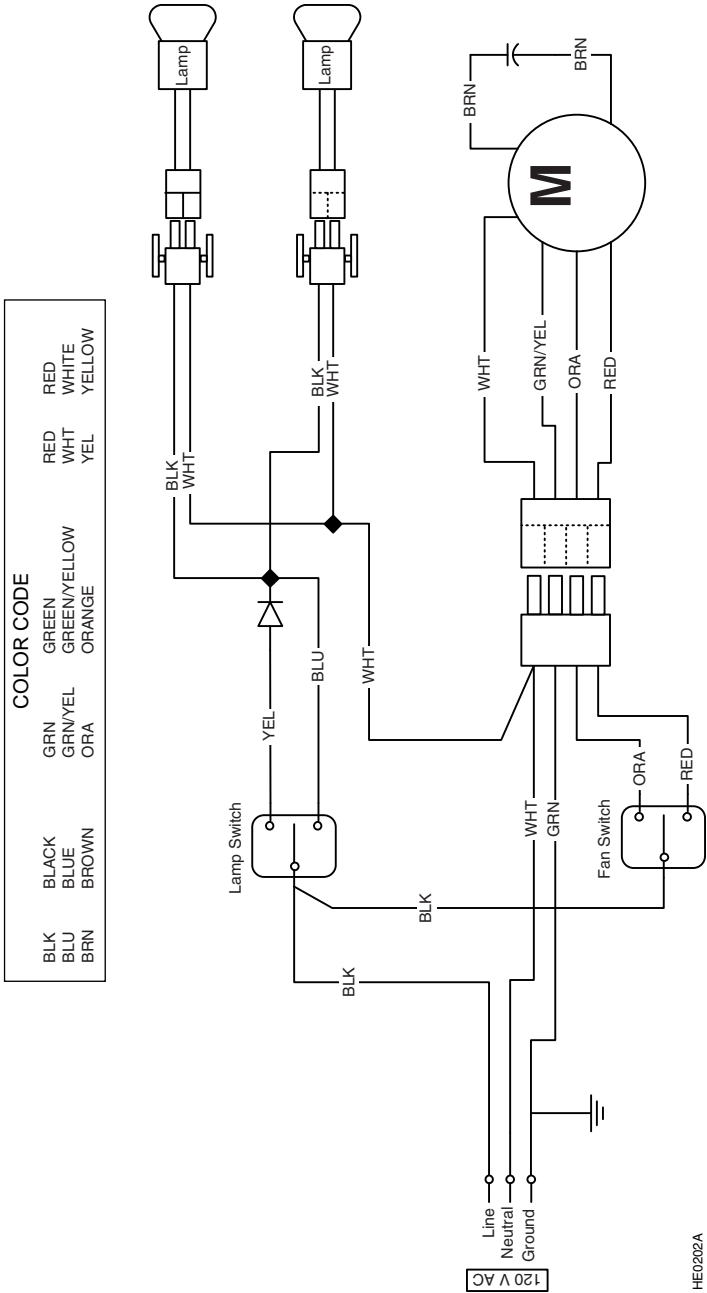 COLOR CODE
BLK BLACK GRN GREEN RED RED
BLU BLUE GRN/YEL GREEN/YELLOW WHT WHITE
BRN BROWN ORA ORANGE YEL YELLOW
Lamp
Lamp
BLK
WHT
BLK
WHT
Lamp Switch
YEL
BLU
WHT
BLK
BLK
120 V AC
Line
Neutral
Ground
WHT
GRN
Fan Switch
ORA
RED
WHT
GRN/YEL
ORA
RED
M
BRN
BRN
HE0202A